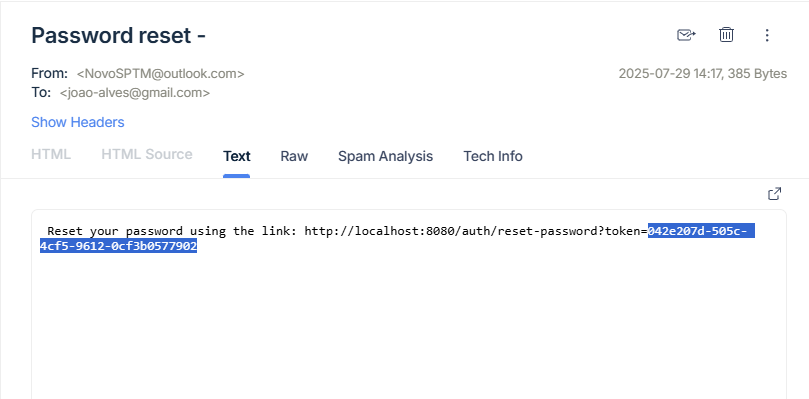 Password reset -
From: <NovoSPTM@outlook.com>
2025-07-29 14:17, 385 Bytes
To: <joao-alves@gmail.com>
Show Headers
HTML
HTML Source
Text
Raw
Spam Analysis
Tech Info
Reset your password using the link: http://localhost:8080/auth/reset-password?token=042e207d-505c-
4cf5-9612-0cf3b0577902